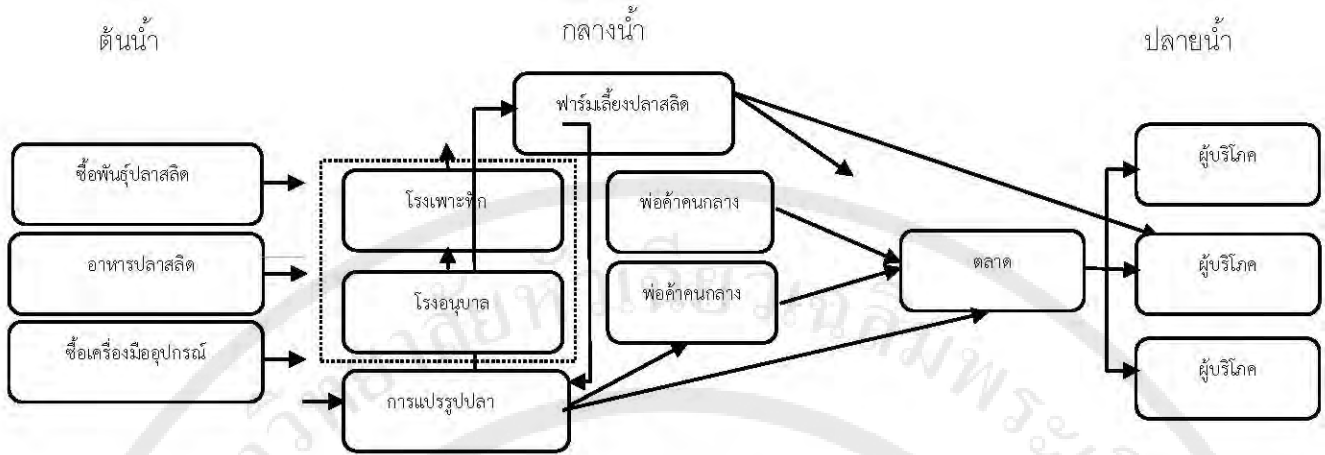 ต้นน้ำ
กลางน้ำ
ปลายน้ำ
ฟาร์มเลี้ยงปลาสลิด
ซื้อพันธุ์ปลาสลิด
อาหารปลาสลิด
ซื้อเครื่องมืออุปกรณ์
โรงเพาะฟัก
โรงอนุบาล
การแปรรูปปลา
พ่อค้าคนกลาง
พ่อค้าคนกลาง
ตลาด
ผู้บริโภค
ผู้บริโภค
ผู้บริโภค